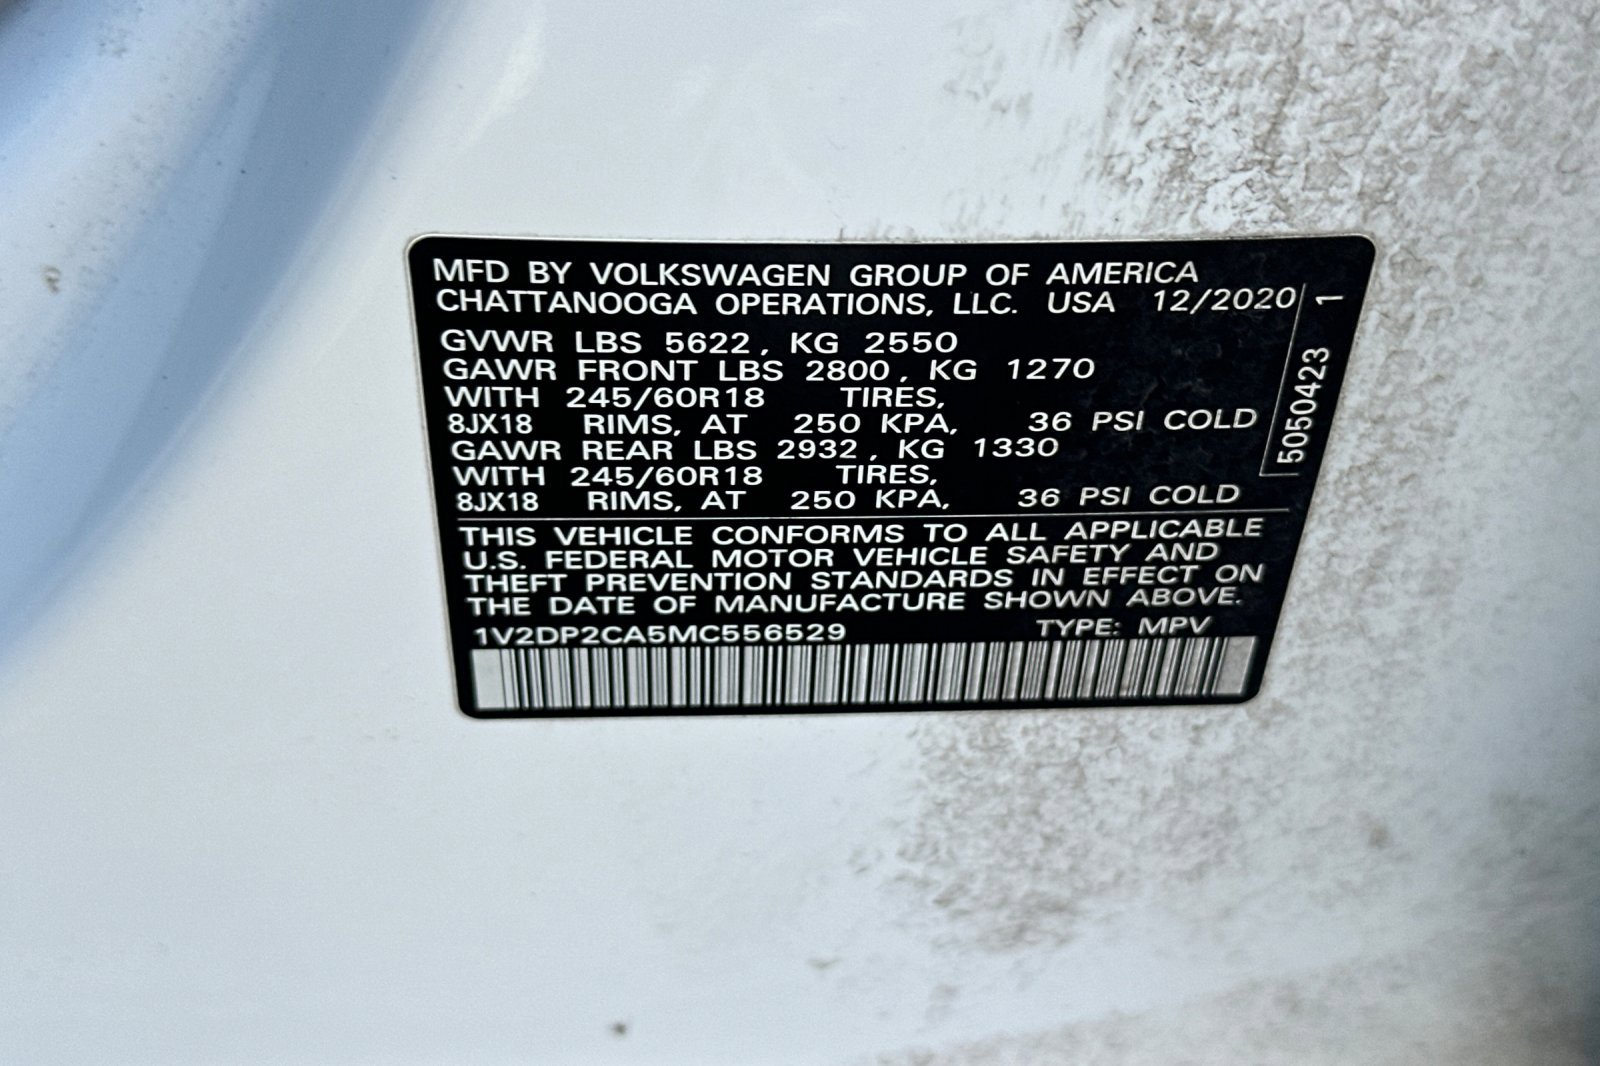 MFD BY VOLKSWAGEN GROUP OF AMERICA
CHATTANOOGA OPERATIONS, LLC. USA 12/2020
GVWR LBS 5622, KG 2550
GAWR FRONT LBS 2800, KG 1270
WITH 245/60R18 TIRES,
8JX18 RIMS, AT 250 KPA, 36 PSI COLD
GAWR REAR LBS 2932, KG 1330
WITH 245/60R18 TIRES,
8JX18 RIMS, AT 250 KPA, 36 PSI COLD
THIS VEHICLE CONFORMS TO ALL APPLICABLE
U.S. FEDERAL MOTOR VEHICLE SAFETY AND
THEFT PREVENTION STANDARDS IN EFFECT ON
THE DATE OF MANUFACTURE SHOWN ABOVE.
1V2DP2CA5MC556529 TYPE: MPV
5050423 1